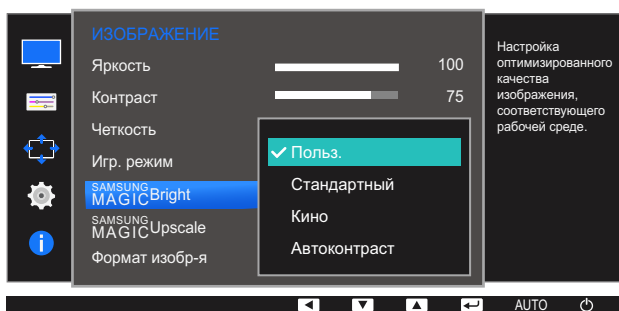 ИЗОБРАЖЕНИЕ
Яркость 100
Контраст 75
Четкость
Игр. режим
SAMSUNG
MAGICBright
SAMSUNG
MAGICUpscale
Формат изобр-я
Польз.
Стандартный
Кино
Автоконтраст
Настройка
оптимизированного
качества
изображения,
соответствующего
рабочей среде.
AUTO